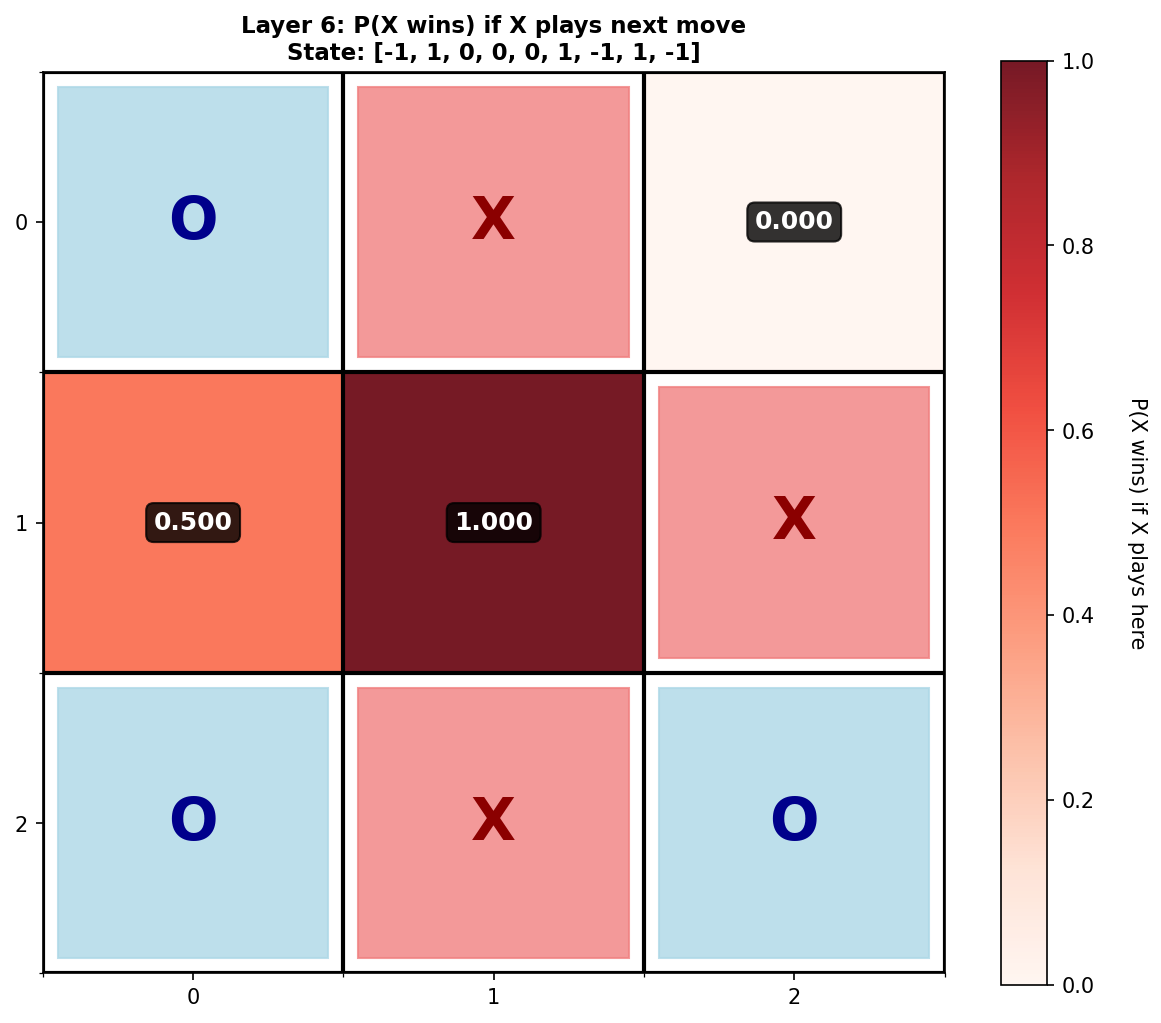 Layer 6: P(X wins) if X plays next move
State: [-1, 1, 0, 0, 0, 1, -1, 1, -1]
O
X
0.000
0.500
1.000
X
O
X
O
0
1
2
0
1
2
1.0
0.8
0.6
0.4
0.2
0.0
P(X wins) if X plays here